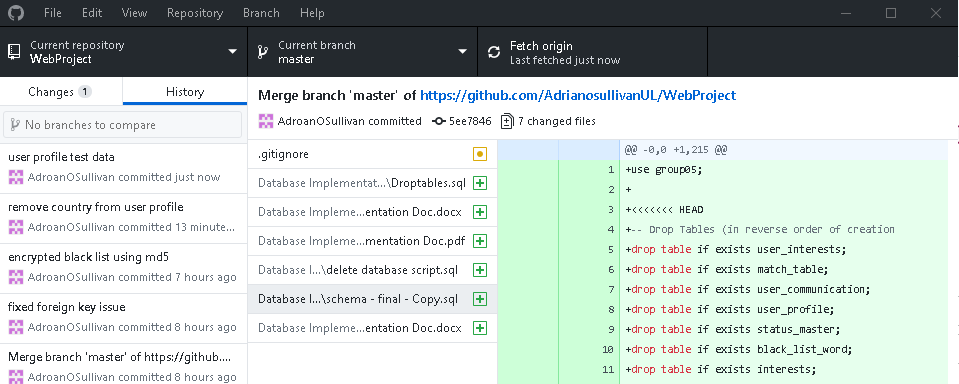 File Edit View Repository Branch Help
Current repository
WebProject
Current branch
master
Fetch origin
Last fetched just now
Changes 1 History
Merge branch 'master' of https://github.com/AdrianosullivanUL/WebProject
AdroanOSullivan committed 5ee7846 7 changed files
No branches to compare
user profile test data
AdroanOSullivan committed just now
remove country from user profile
AdroanOSullivan committed 13 minute...
encrypted black list using md5
AdroanOSullivan committed 7 hours ago
fixed foreign key issue
AdroanOSullivan committed 8 hours ago
Merge branch 'master' of https://github....
AdroanOSullivan committed 8 hours ago
.gitignore
Database Implementat...\Droptables.sql
Database Impleme...entation Doc.docx
Database Impleme...mentation Doc.pdf
Database I...\delete database script.sql
Database I...\schema - final - Copy.sql
Database Impleme...entation Doc.docx
@@ -0,0 +1,215 @@
1 +use group05;
2 +
3 +<<<<<<< HEAD
4 +-- Drop Tables (in reverse order of creation
5 +drop table if exists user_interests;
6 +drop table if exists match_table;
7 +drop table if exists user_communication;
8 +drop table if exists user_profile;
9 +drop table if exists status_master;
10 +drop table if exists black_list_word;
11 +drop table if exists interests;